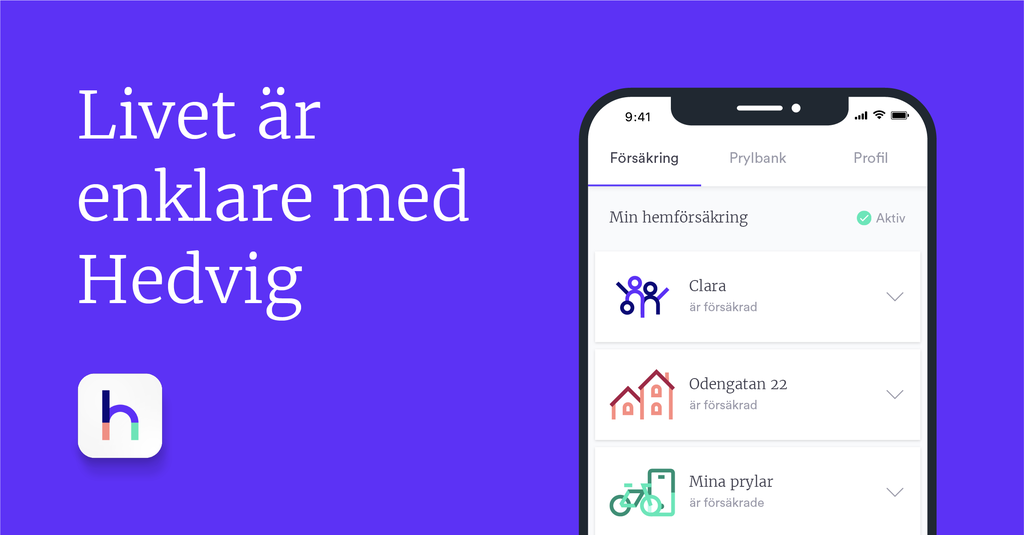 Livet är
enklare med
Hedvig
h
9:41
Försäkring Prylbank Profil
Min hemförsäkring Aktiv
Clara
är försäkrad
Odengatan 22
är försäkrad
Mina prylar
är försäkrade